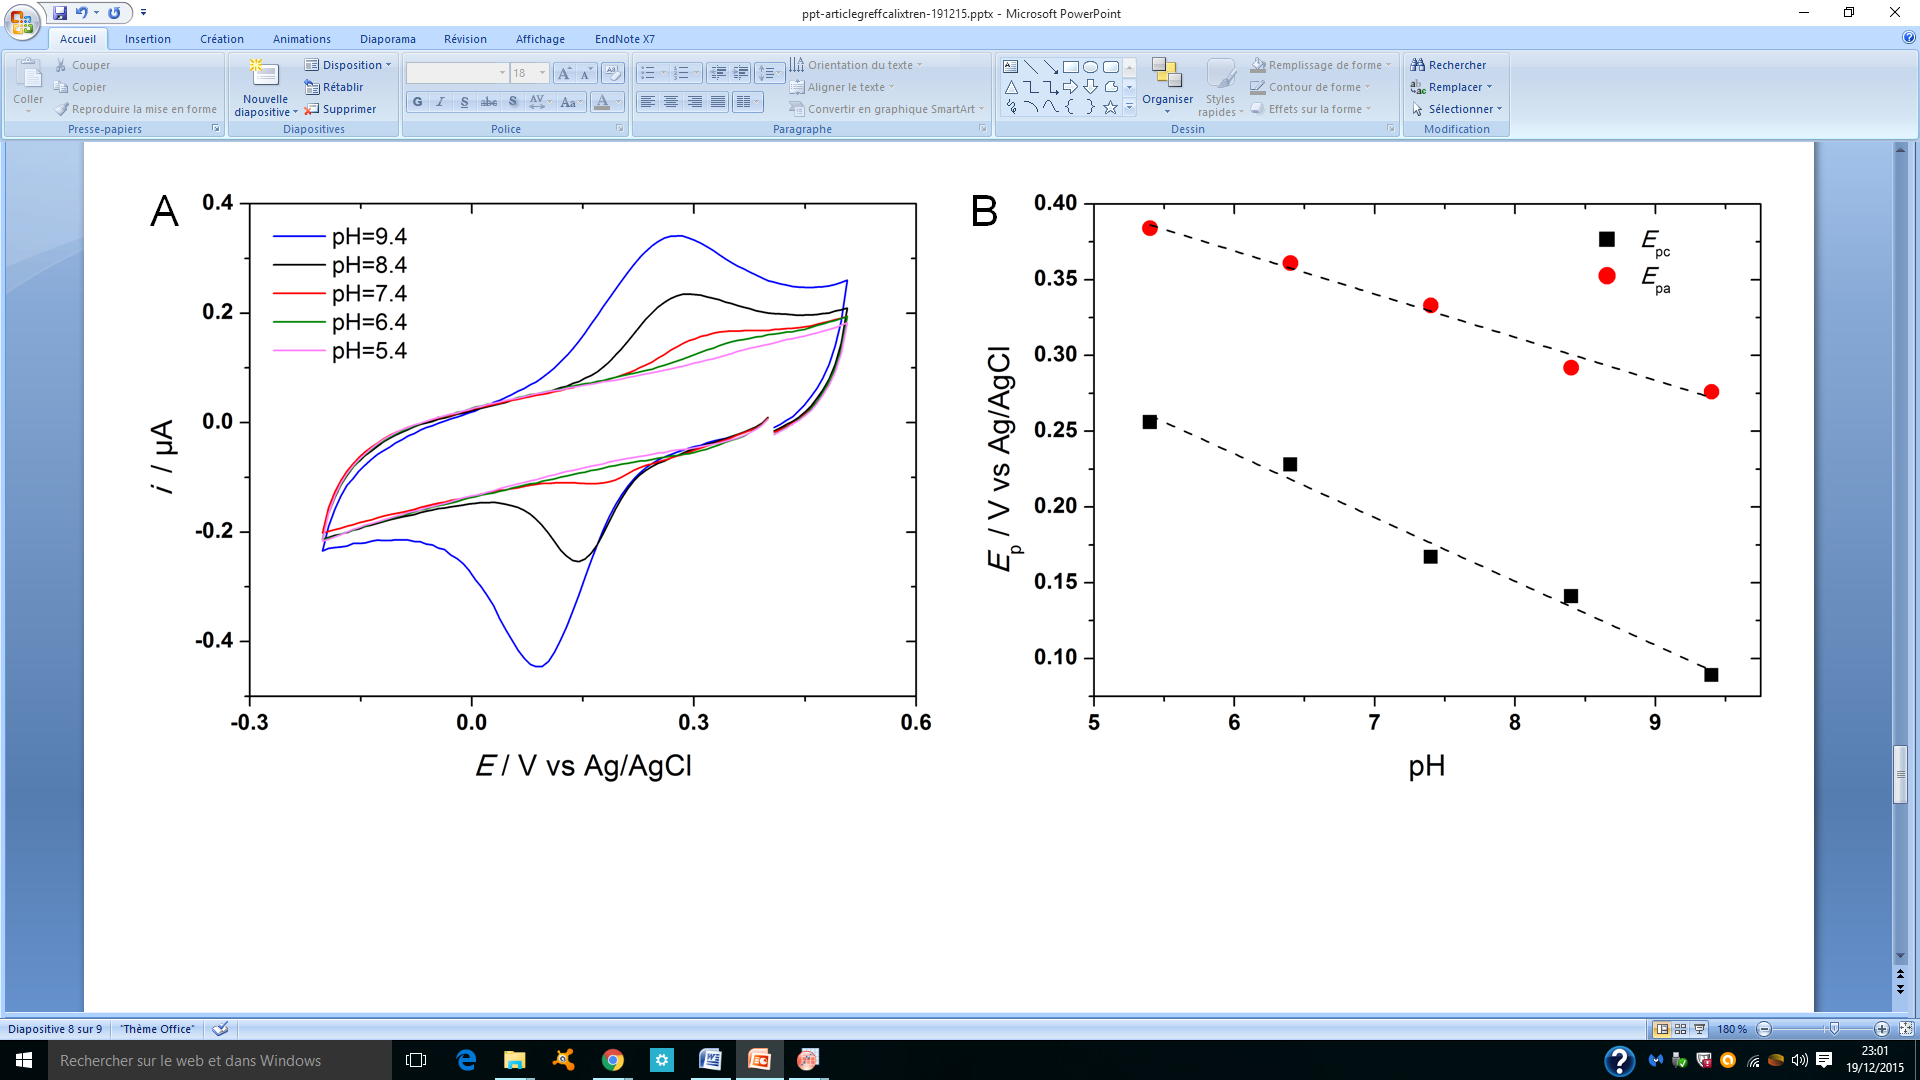 ppt-articlegreffcalixtren-191215.pptx - Microsoft PowerPoint
Accueil Insertion Création Animations Diaporama Révision Affichage EndNote X7
Coller
Couper
Copier
Reproduire la mise en forme
Presse-papiers
Nouvelle diapositive
Disposition
Rétablir
Supprimer
Diapositives
18
G I S abc S AV Aa A
Police
Orientation du texte
Aligner le texte
Convertir en graphique SmartArt
Paragraphe
Organiser
Styles rapides
Remplissage de forme
Contour de forme
Effets sur la forme
Dessin
Rechercher
Remplacer
Sélectionner
Modification
A
0.4
0.2
0.0
-0.2
-0.4
i / µA
pH=9.4
pH=8.4
pH=7.4
pH=6.4
pH=5.4
-0.3 0.0 0.3 0.6
E / V vs Ag/AgCl
B
0.40
0.35
0.30
0.25
0.20
0.15
0.10
Ep / V vs Ag/AgCl
Epc
Epa
5 6 7 8 9
pH
Diapositive 8 sur 9 "Thème Office" 180 %
Rechercher sur le web et dans Windows
23:01
19/12/2015